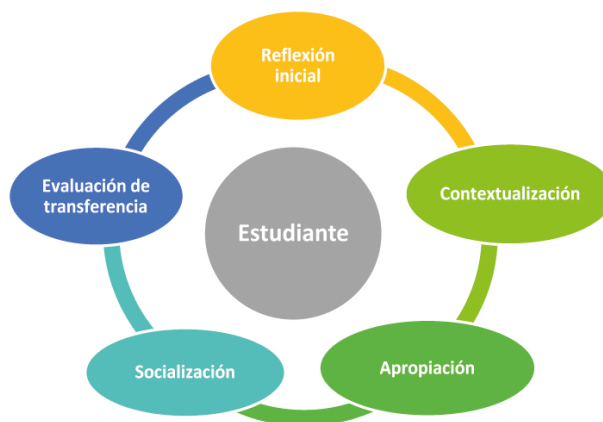 Reflexión
inicial
Contextualización
Apropiación
Socialización
Evaluación de
transferencia
Estudiante